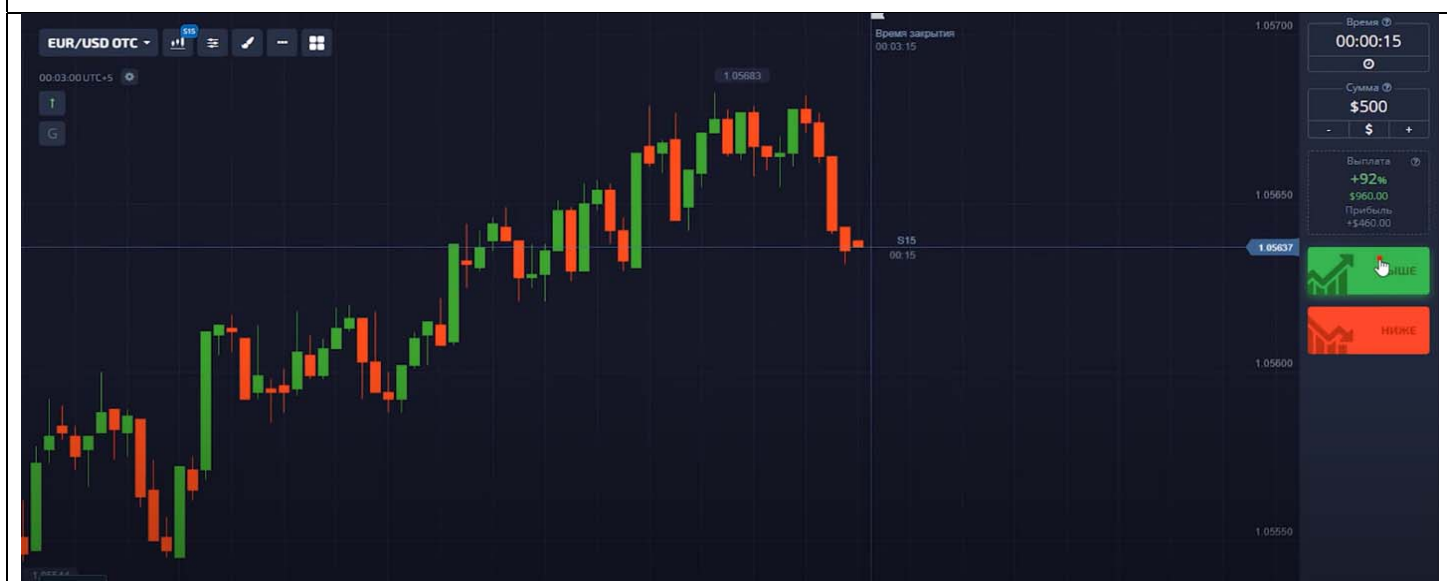 EUR/USD OTC
S15
00:03:00 UTC+5
G
1.05683
Время закрытия
00:03:15
S15
00:15
1.05700
1.05650
1.05637
1.05600
1.05550
Время
00:00:15
Сумма
$500
- $ +
Выплата
+92%
$960.00
Прибыль
+$460.00
НИЖЕ